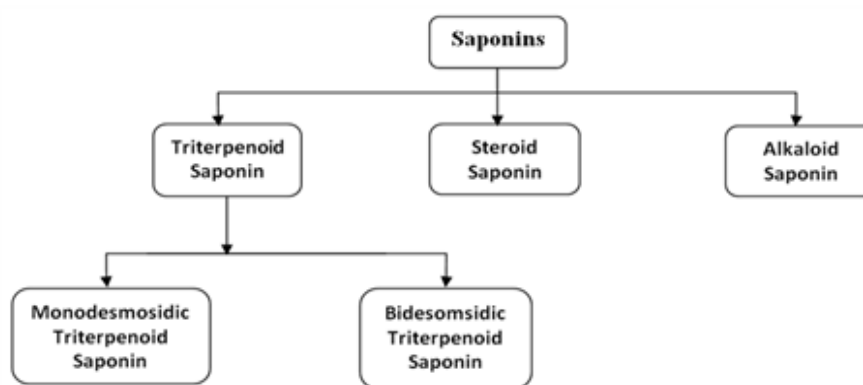 Saponins
Triterpenoid
Saponin
Steroid
Saponin
Alkaloid
Saponin
Monodesmosidic
Triterpenoid
Saponin
Bidesomsidic
Triterpenoid
Saponin